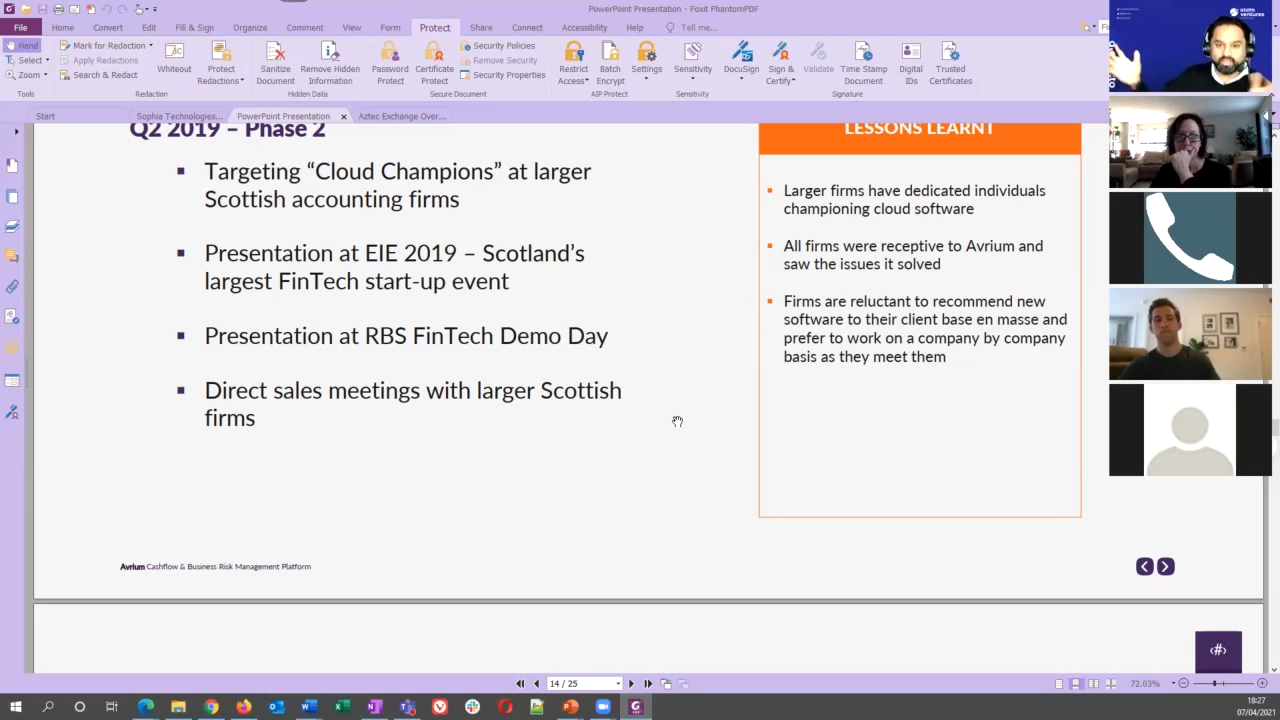 PowerPoint Presentation - Foxit PhantomPDF
File Home Convert Edit Fill & Sign Organize Comment View Form Protect Share Connect Accessibility Help Tell me...
Hand
Select
Zoom
Mark for Redaction
Apply Redactions
Search & Redact
Whiteout
Protect Redactions
Sanitize Document
Remove Hidden Information
Password Protect
Certificate Protect
Security Policies
Remove Security
Security Properties
Restrict Access
Batch Encrypt
Settings
Sensitivity
DocuSign
Sign & Certify
Validate
Time Stamp Document
Digital IDs
Trusted Certificates
Redaction Hidden Data Secure Document AIP Protect Sensitivity Signature
Start Sophia Technologies... PowerPoint Presentation Aztec Exchange Over...
Q2 2019 – Phase 2
Targeting “Cloud Champions” at larger
Scottish accounting firms
Presentation at EIE 2019 – Scotland’s
largest FinTech start-up event
Presentation at RBS FinTech Demo Day
Direct sales meetings with larger Scottish
firms
LESSONS LEARNT
Larger firms have dedicated individuals
championing cloud software
All firms were receptive to Avrium and
saw the issues it solved
Firms are reluctant to recommend new
software to their client base en masse and
prefer to work on a company by company
basis as they meet them
Avrium Cashflow & Business Risk Management Platform
‹#›
14 / 25
72.03%
18:27
07/04/2021